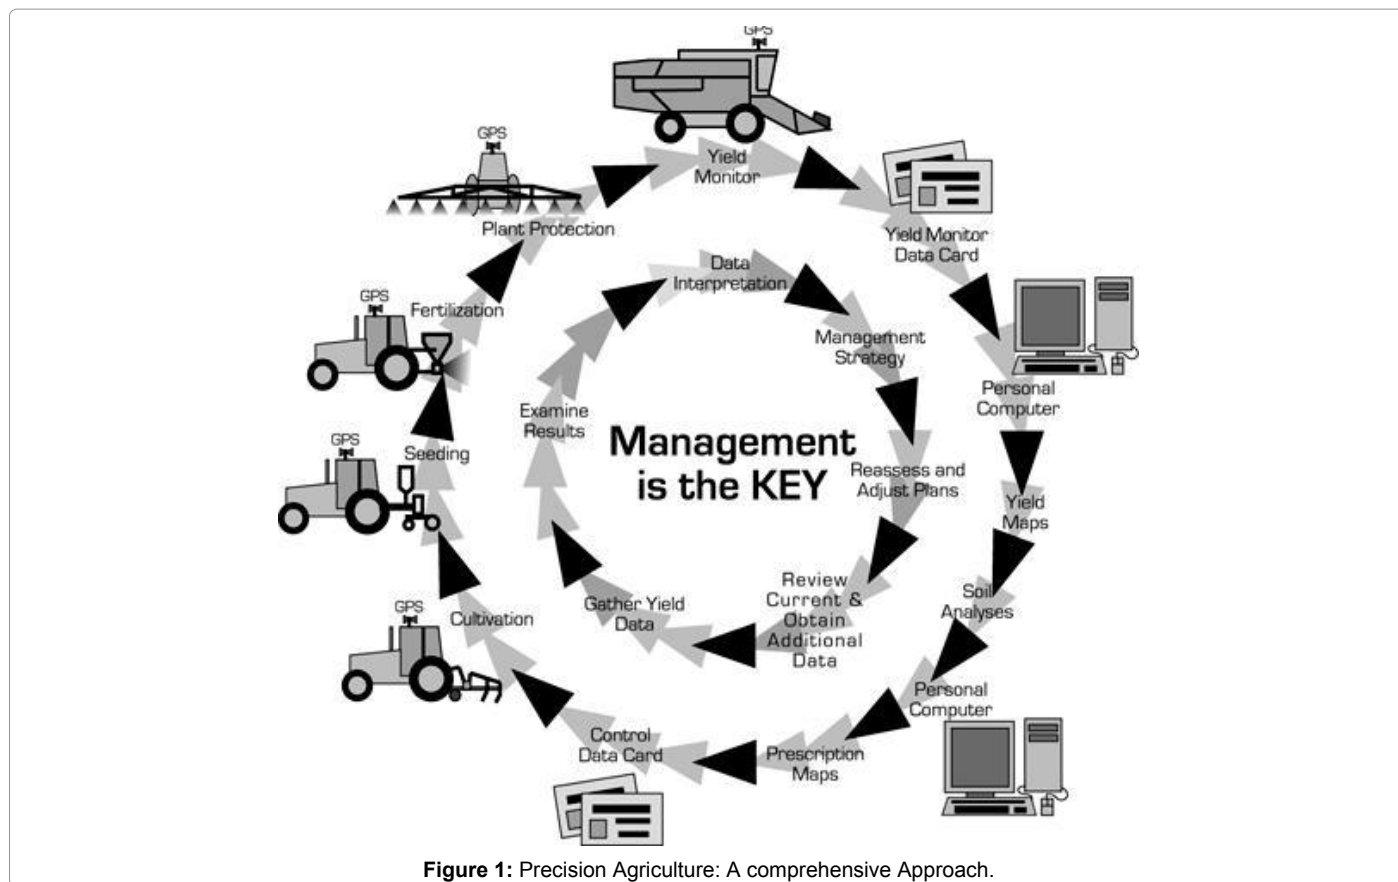 GPS
Yield
Monitor
GPS
Plant Protection
Yield Monitor
Data Card
Data
Interpretation
GPS
Fertilization
Management
Strategy
Personal
Computer
Examine
Results
Management
is the KEY
GPS
Seeding
Reassess and
Adjust Plans
Yield
Maps
Review
Current &
Obtain
Additional
Data
Soil
Analyses
Gather Yield
Data
GPS
Cultivation
Personal
Computer
Control
Data Card
Prescription
Maps
Figure 1: Precision Agriculture: A comprehensive Approach.